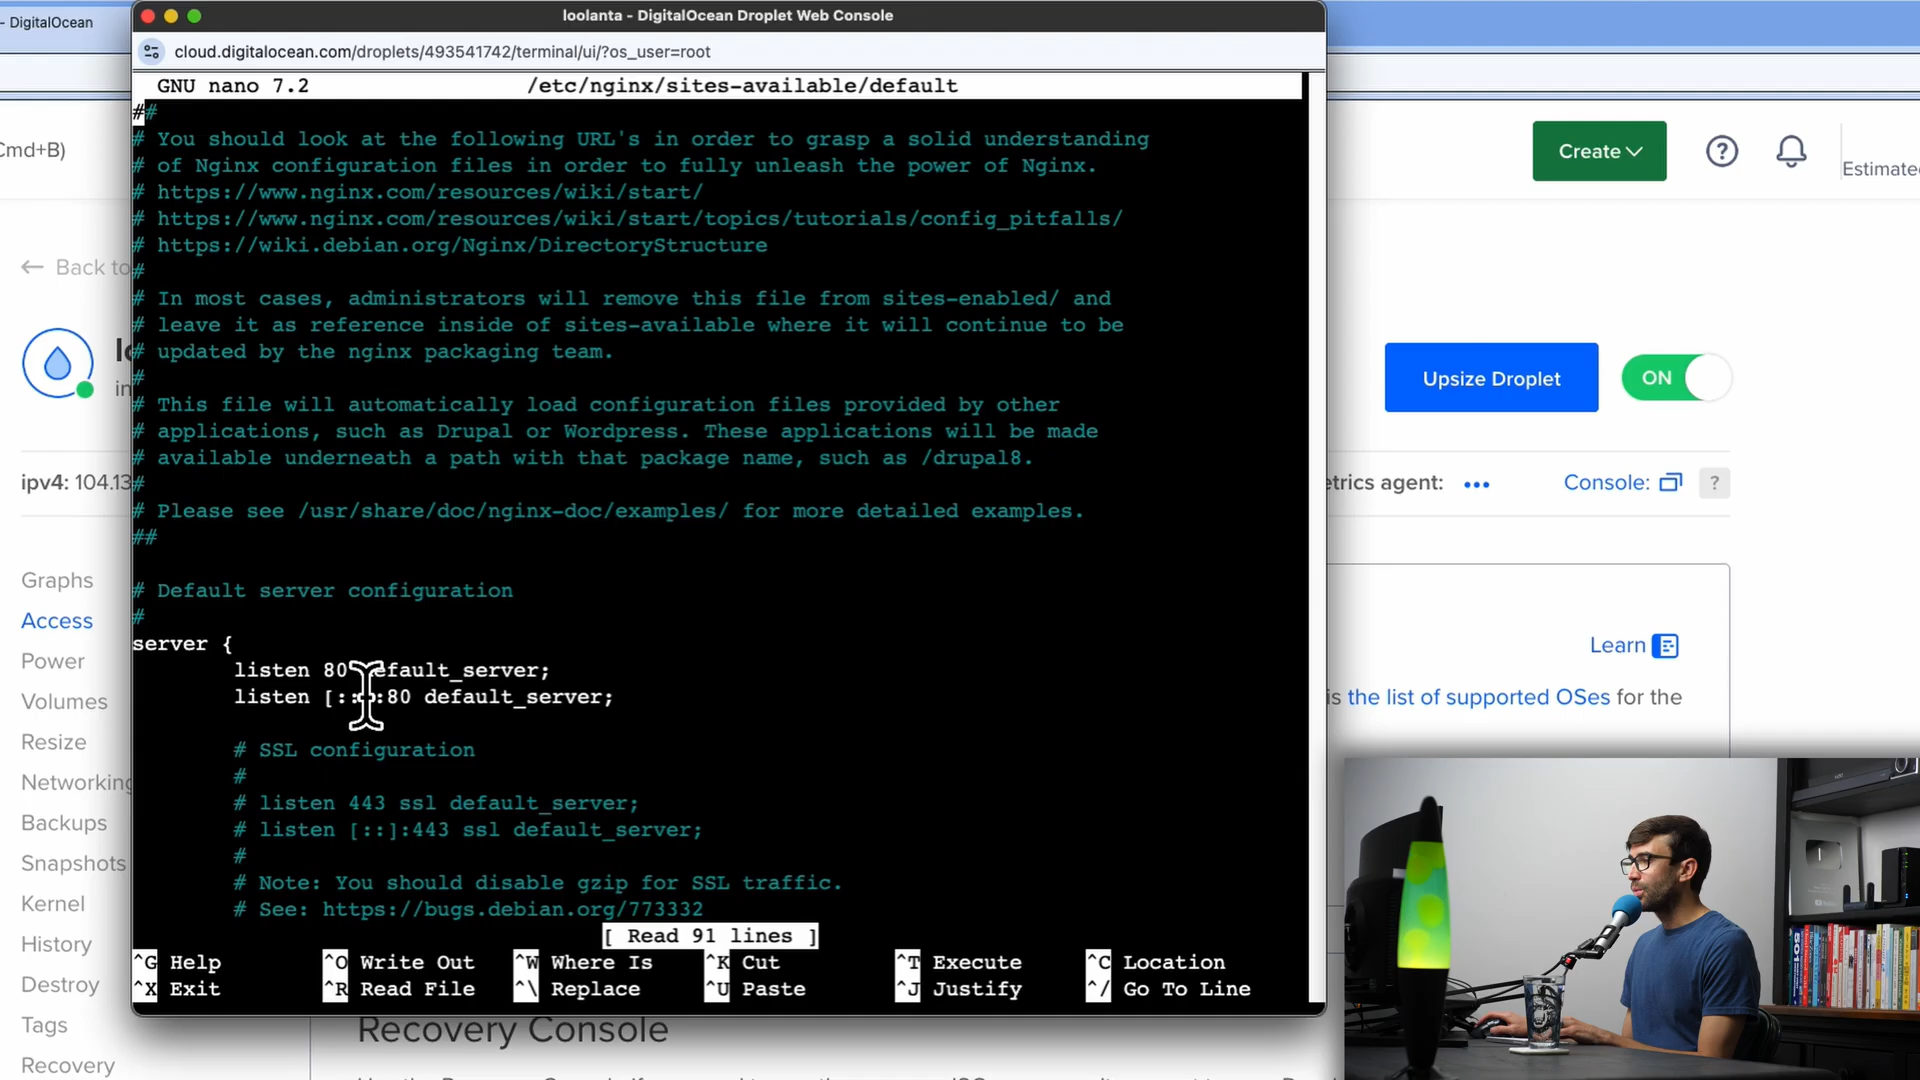 - DigitalOcean
loolanta - DigitalOcean Droplet Web Console
cloud.digitalocean.com/droplets/493541742/terminal/ui/?os_user=root
GNU nano 7.2 /etc/nginx/sites-available/default
##
# You should look at the following URL's in order to grasp a solid understanding
# of Nginx configuration files in order to fully unleash the power of Nginx.
# https://www.nginx.com/resources/wiki/start/
# https://www.nginx.com/resources/wiki/start/topics/tutorials/config_pitfalls/
# https://wiki.debian.org/Nginx/DirectoryStructure
#
# In most cases, administrators will remove this file from sites-enabled/ and
# leave it as reference inside of sites-available where it will continue to be
# updated by the nginx packaging team.
#
# This file will automatically load configuration files provided by other
# applications, such as Drupal or Wordpress. These applications will be made
# available underneath a path with that package name, such as /drupal8.
#
# Please see /usr/share/doc/nginx-doc/examples/ for more detailed examples.
##
# Default server configuration
#
server {
listen 80 default_server;
listen [::]:80 default_server;
# SSL configuration
#
# listen 443 ssl default_server;
# listen [::]:443 ssl default_server;
#
# Note: You should disable gzip for SSL traffic.
# See: https://bugs.debian.org/773332
[ Read 91 lines ]
^G Help ^O Write Out ^W Where Is ^K Cut ^T Execute ^C Location
^X Exit ^R Read File ^\ Replace ^U Paste ^J Justify ^/ Go To Line
Cmd+B)
Create
?
Estimate
← Back to
in
Upsize Droplet
ON
ipv4: 104.13
etrics agent: •••
Console:
?
Graphs
Access
Power
Volumes
Resize
Networking
Backups
Snapshots
Kernel
History
Destroy
Tags
Recovery
Learn
is the list of supported OSes for the
Recovery Console